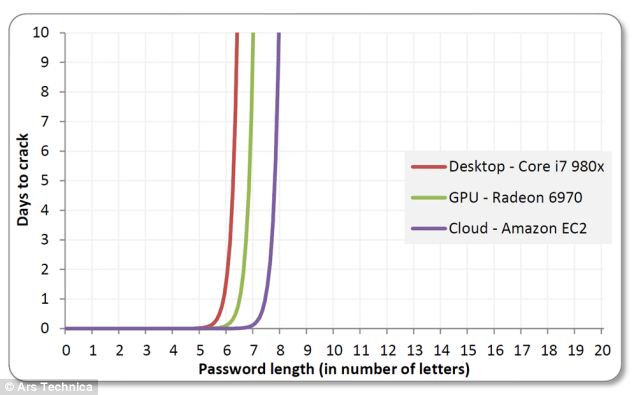 10
9
8
7
6
5
4
3
2
1
0
Days to crack
Desktop - Core i7 980x
GPU - Radeon 6970
Cloud - Amazon EC2
0 1 2 3 4 5 6 7 8 9 10 11 12 13 14 15 16 17 18 19 20
Password length (in number of letters)
© Ars Technica